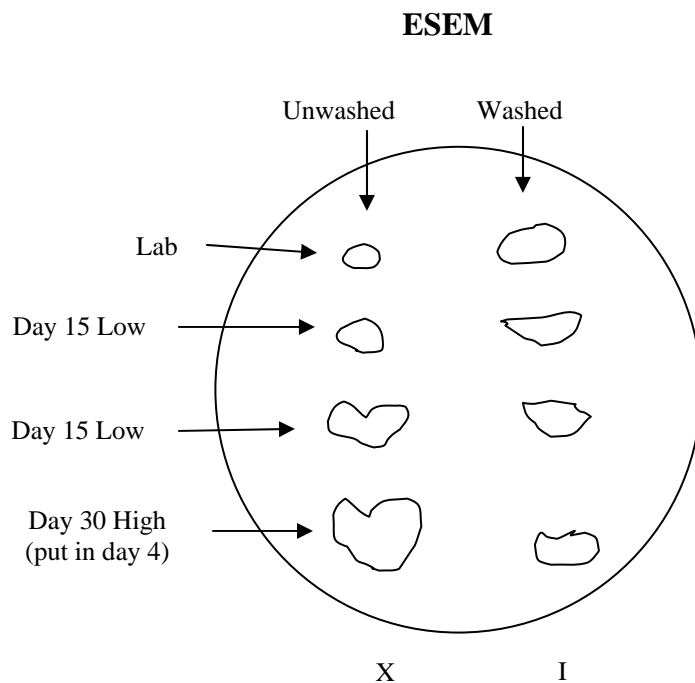 ESEM
Unwashed Washed
Lab
Day 15 Low
Day 15 Low
Day 30 High
(put in day 4)
X I